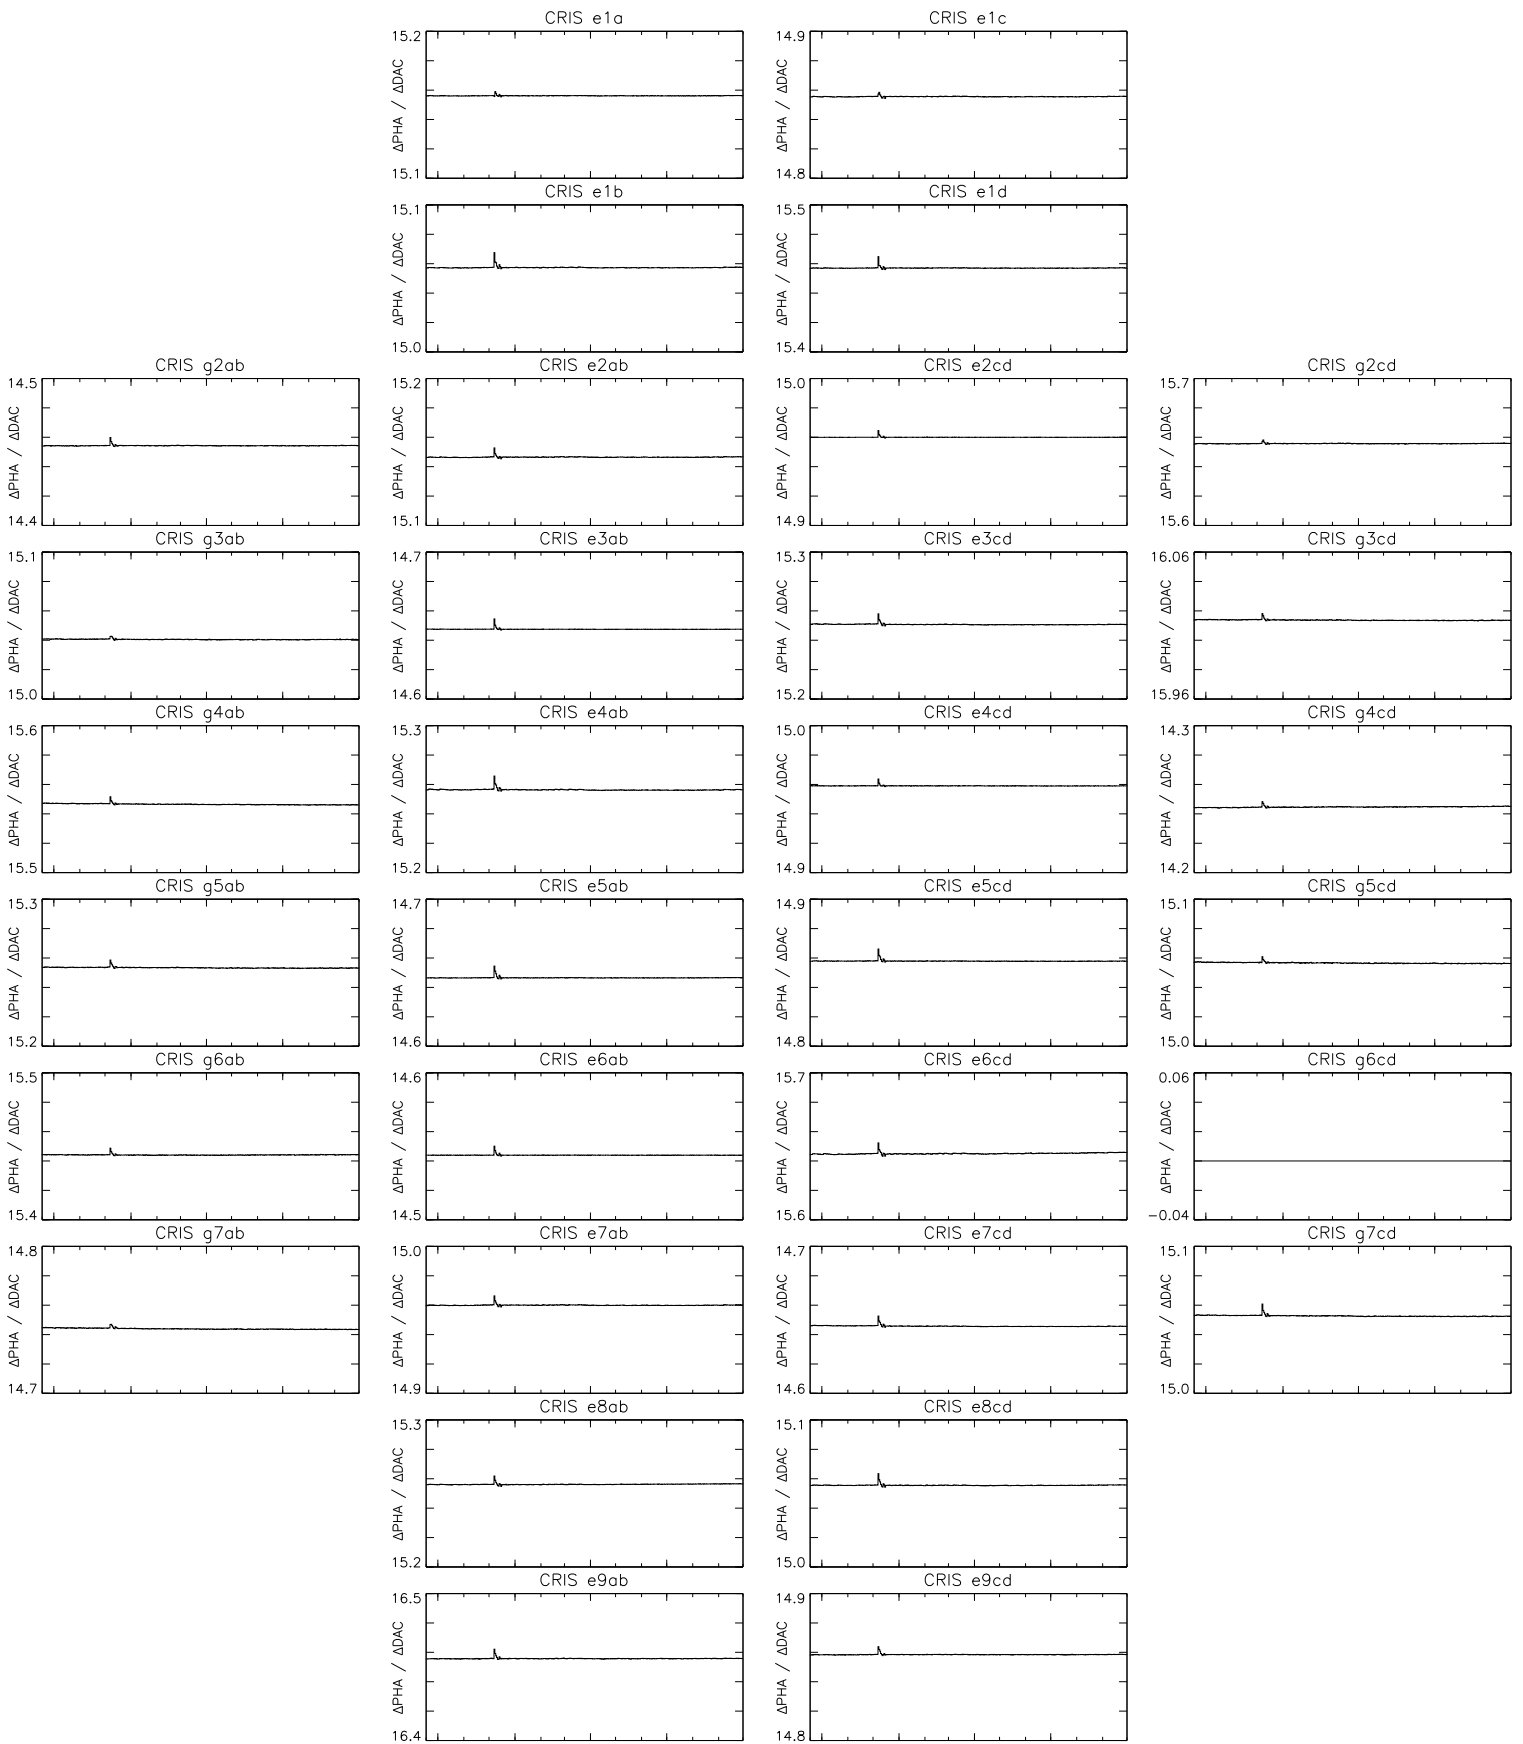 CRIS e1a
15.2
ΔPHA / ΔDAC
15.1
CRIS e1c
14.9
ΔPHA / ΔDAC
14.8
CRIS e1b
15.1
ΔPHA / ΔDAC
15.0
CRIS e1d
15.5
ΔPHA / ΔDAC
15.4
CRIS g2ab
14.5
ΔPHA / ΔDAC
14.4
CRIS e2ab
15.2
ΔPHA / ΔDAC
15.1
CRIS e2cd
15.0
ΔPHA / ΔDAC
14.9
CRIS g2cd
15.7
ΔPHA / ΔDAC
15.6
CRIS g3ab
15.1
ΔPHA / ΔDAC
15.0
CRIS e3ab
14.7
ΔPHA / ΔDAC
14.6
CRIS e3cd
15.3
ΔPHA / ΔDAC
15.2
CRIS g3cd
16.06
ΔPHA / ΔDAC
15.96
CRIS g4ab
15.6
ΔPHA / ΔDAC
15.5
CRIS e4ab
15.3
ΔPHA / ΔDAC
15.2
CRIS e4cd
15.0
ΔPHA / ΔDAC
14.9
CRIS g4cd
14.3
ΔPHA / ΔDAC
14.2
CRIS g5ab
15.3
ΔPHA / ΔDAC
15.2
CRIS e5ab
14.7
ΔPHA / ΔDAC
14.6
CRIS e5cd
14.9
ΔPHA / ΔDAC
14.8
CRIS g5cd
15.1
ΔPHA / ΔDAC
15.0
CRIS g6ab
15.5
ΔPHA / ΔDAC
15.4
CRIS e6ab
14.6
ΔPHA / ΔDAC
14.5
CRIS e6cd
15.7
ΔPHA / ΔDAC
15.6
CRIS g6cd
0.06
ΔPHA / ΔDAC
−0.04
CRIS g7ab
14.8
ΔPHA / ΔDAC
14.7
CRIS e7ab
15.0
ΔPHA / ΔDAC
14.9
CRIS e7cd
14.7
ΔPHA / ΔDAC
14.6
CRIS g7cd
15.1
ΔPHA / ΔDAC
15.0
CRIS e8ab
15.3
ΔPHA / ΔDAC
15.2
CRIS e8cd
15.1
ΔPHA / ΔDAC
15.0
CRIS e9ab
16.5
ΔPHA / ΔDAC
16.4
CRIS e9cd
14.9
ΔPHA / ΔDAC
14.8